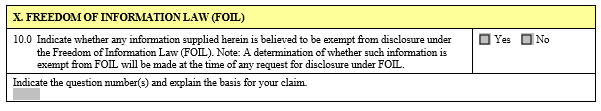 X. FREEDOM OF INFORMATION LAW (FOIL)
10.0 Indicate whether any information supplied herein is believed to be exempt from disclosure under
the Freedom of Information Law (FOIL). Note: A determination of whether such information is
exempt from FOIL will be made at the time of any request for disclosure under FOIL.
Yes No
Indicate the question number(s) and explain the basis for your claim.